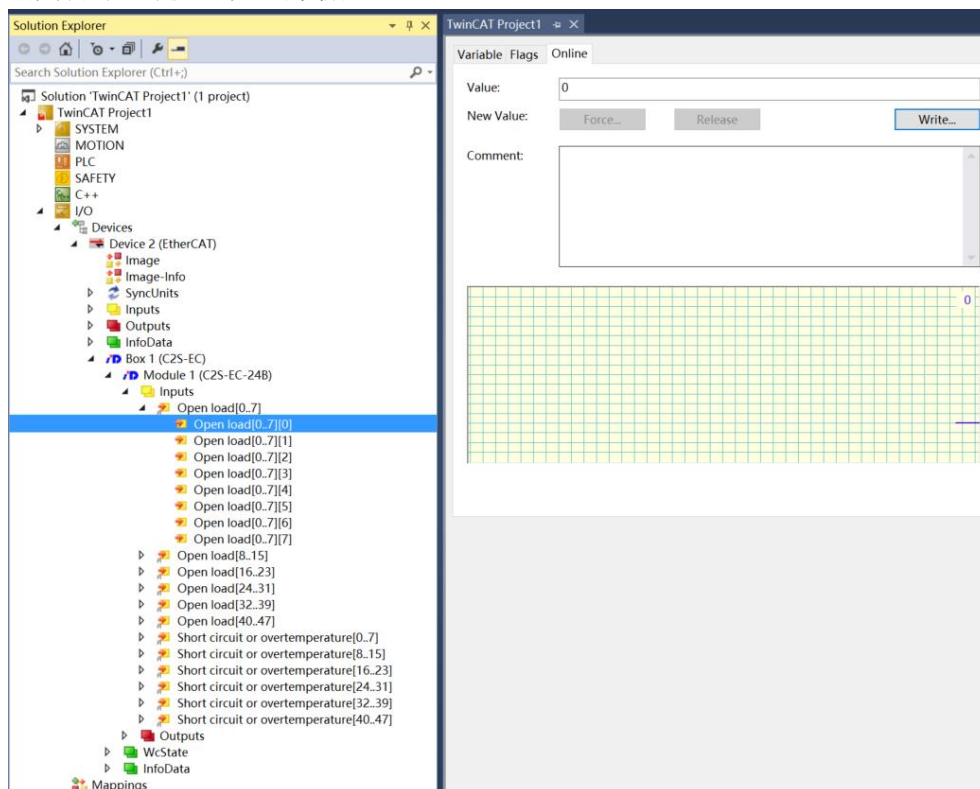 Solution Explorer
Search Solution Explorer (Ctrl+;)
Solution 'TwinCAT Project1' (1 project)
TwinCAT Project1
SYSTEM
MOTION
PLC
SAFETY
C++
I/O
Devices
Device 2 (EtherCAT)
Image
Image-Info
SyncUnits
Inputs
Outputs
InfoData
Box 1 (C2S-EC)
Module 1 (C2S-EC-24B)
Inputs
Open load[0..7]
Open load[0..7][0]
Open load[0..7][1]
Open load[0..7][2]
Open load[0..7][3]
Open load[0..7][4]
Open load[0..7][5]
Open load[0..7][6]
Open load[0..7][7]
Open load[8..15]
Open load[16..23]
Open load[24..31]
Open load[32..39]
Open load[40..47]
Short circuit or overtemperature[0..7]
Short circuit or overtemperature[8..15]
Short circuit or overtemperature[16..23]
Short circuit or overtemperature[24..31]
Short circuit or overtemperature[32..39]
Short circuit or overtemperature[40..47]
Outputs
WcState
InfoData
Mappings
TwinCAT Project1
Variable Flags Online
Value: 0
New Value: Force... Release Write...
Comment:
0